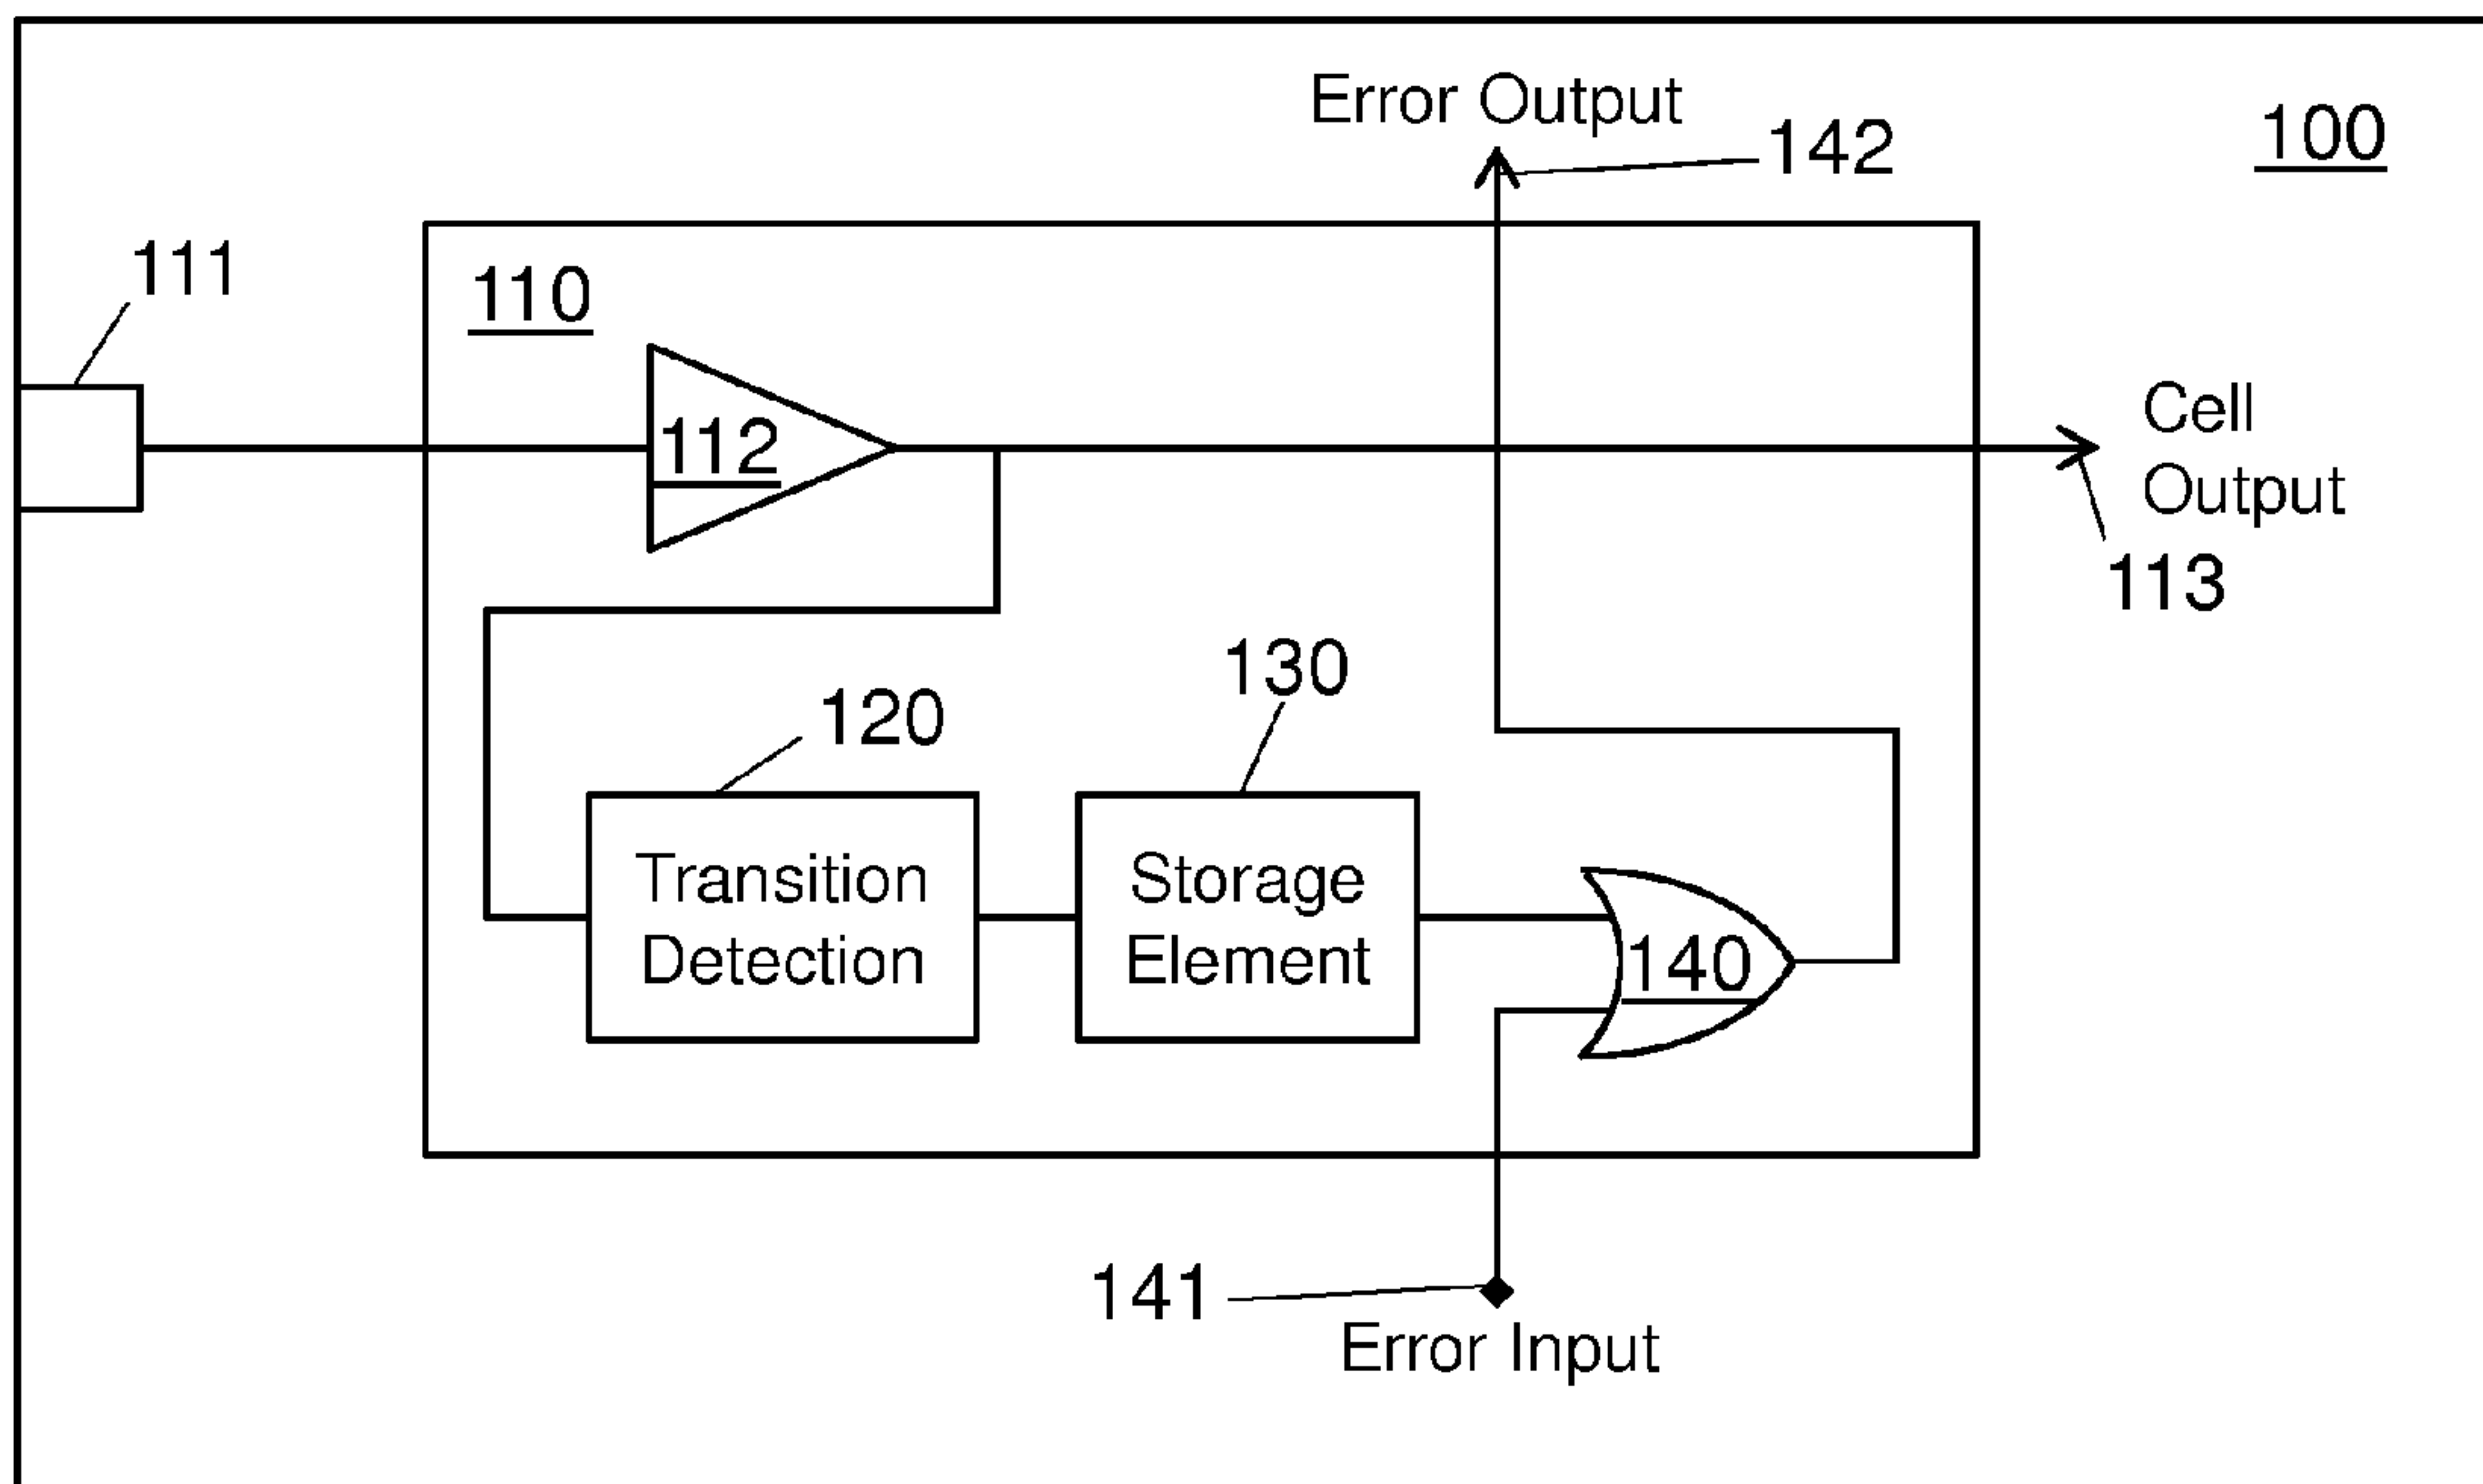 Error Output
142
100
111
110
112
Cell
Output
113
130
120
Transition
Detection
Storage
Element
140
141
Error Input